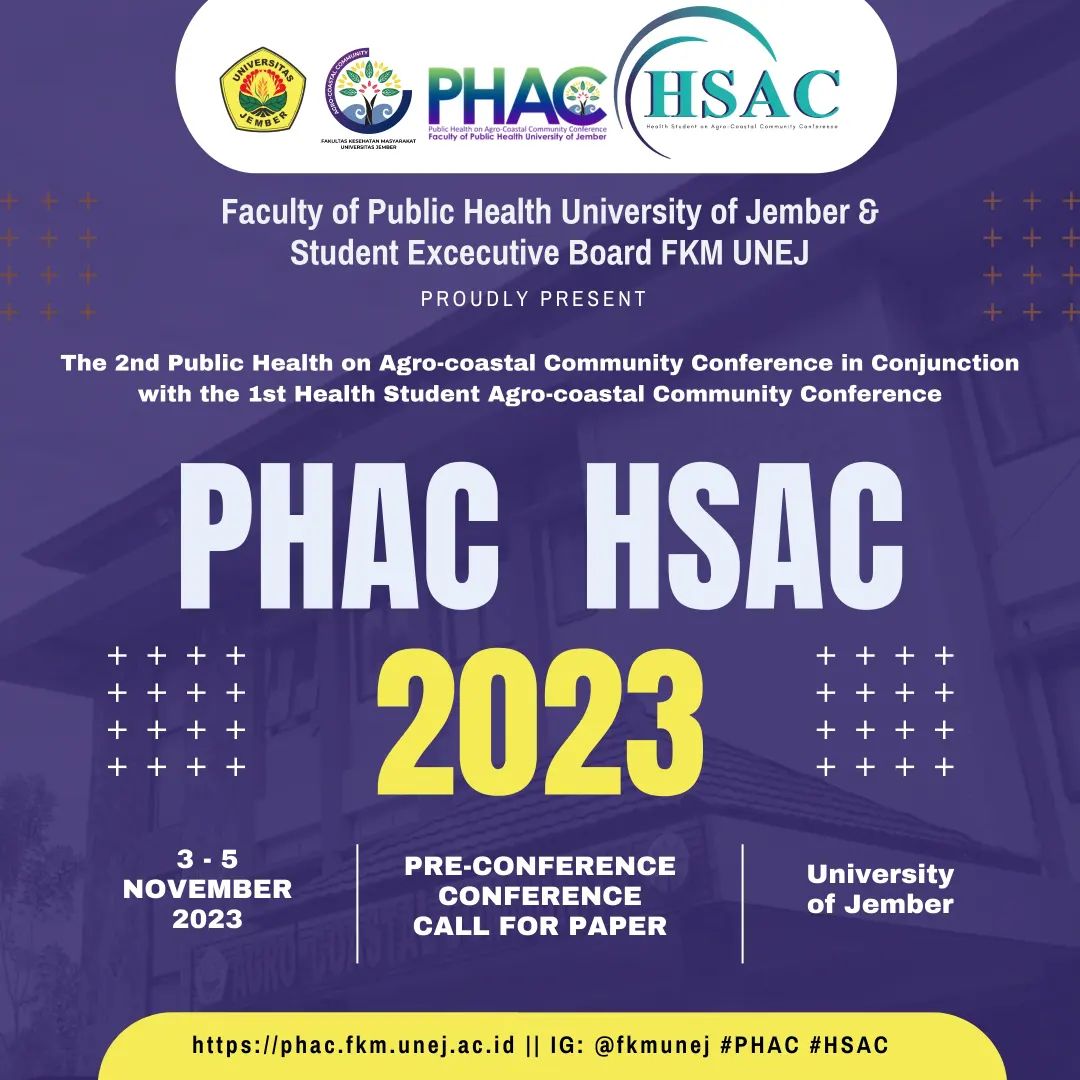 UNIVERSITAS
JEMBER
AGRO-COASTAL COMMUNITY
FAKULTAS KESEHATAN MASYARAKAT
UNIVERSITAS JEMBER
PHAC
Public Health on Agro-Coastal Community Conference
Faculty of Public Health University of Jember
HSAC
Health Student on Agro-Coastal Community Conference
Faculty of Public Health University of Jember &
Student Excecutive Board FKM UNEJ
PROUDLY PRESENT
The 2nd Public Health on Agro-coastal Community Conference in Conjunction
with the 1st Health Student Agro-coastal Community Conference
PHAC HSAC
2023
3 - 5
NOVEMBER
2023
PRE-CONFERENCE
CONFERENCE
CALL FOR PAPER
University
of Jember
https://phac.fkm.unej.ac.id || IG: @fkmunej #PHAC #HSAC